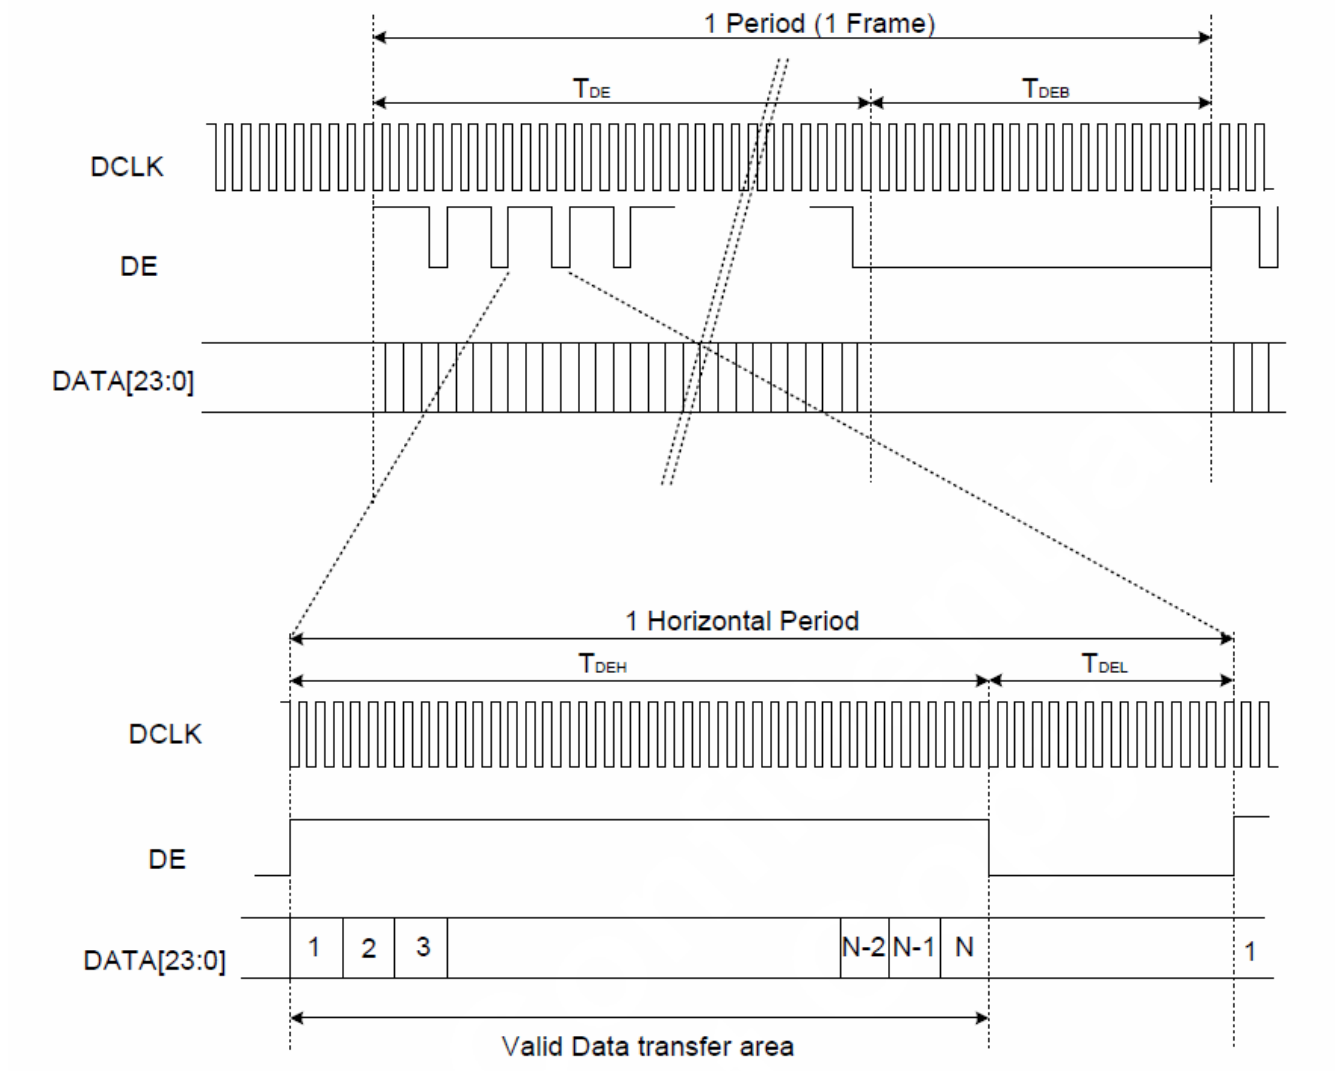 1 Period (1 Frame)
TDE TDEB
DCLK
DE
DATA[23:0]
1 Horizontal Period
TDEH TDEL
DCLK
DE
DATA[23:0] 1 2 3 N-2 N-1 N 1
Valid Data transfer area